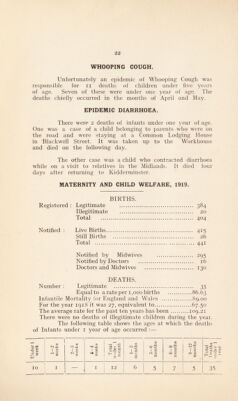 22
WHOOPING COUGH.
Unfortunately an epidemic of Whooping Cough was
responsible for 11 deaths of children under five years
of age. Seven of these were under one year of age. The
deaths chiefly occurred in the months of April and May.
EPIDEMIC DIARRHOEA.
There were 2 deaths of infants under one year of age.
One was a case of a child belonging to parents who were on
the road and were staying at a Common Lodging House
in Blackwell Street. It was taken up to the Workhouse
and died on the following day.
The other case was a child who contracted diarrhoea
while on a visit to relatives in the Midlands. It died four
days after returning to Kidderminster.
MATERNITY AND CHILD WELFARE, 1919.
BIRTHS.
Registered : Legitimate 384
Illegitimate 20
Total 404
Notified : Live Births 415
Still Births 26
Total 441
Notified by Midwives 295
Notified by Doctors 16
Doctors and Midwives 130
DEATHS.
Number : Legitimate 35
Equal to a rate per 1,000 births 86.63
Infantile Mortality for England and Wales 89.00
For the year 1918 it was 27, equivalent to 67.50
The average rate for the past ten years has been 109.21
There were no deaths of illegitimate children during the year.
The following table shows the ages at which the deaths
of Infants under 1 year of age occurred :—
10 1 — 1 12 6 5 7 5 35